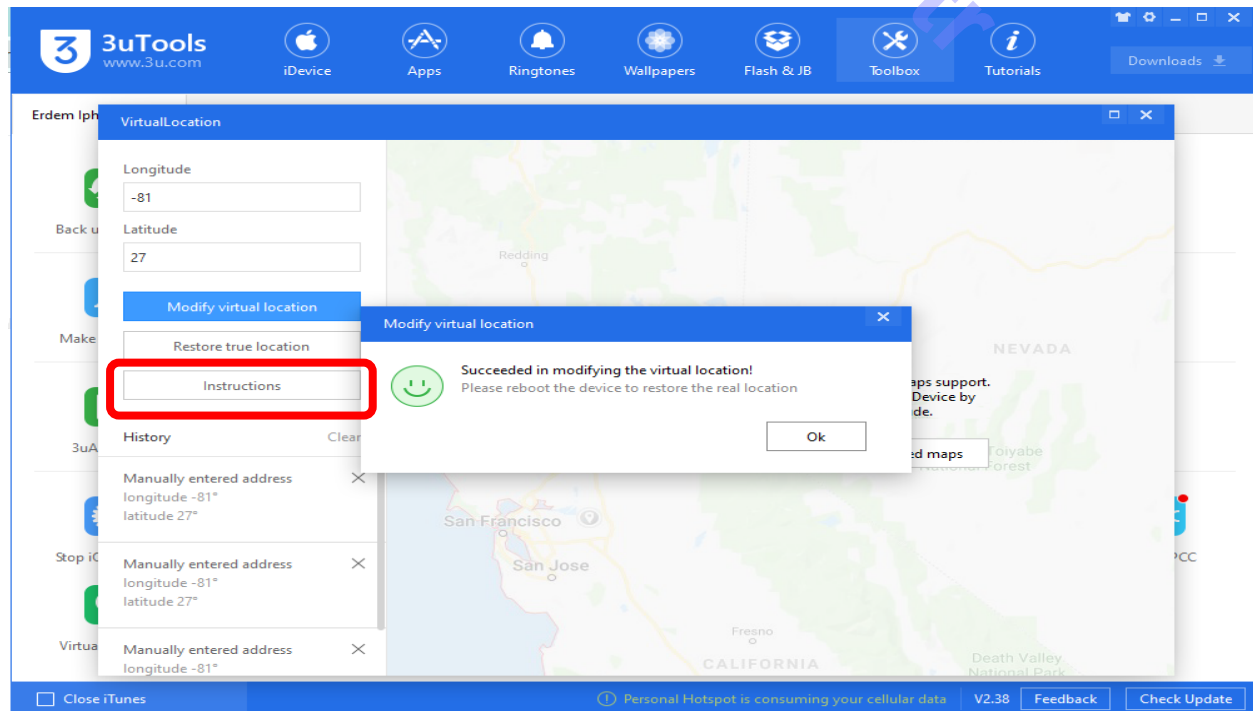 3uTools
www.3u.com
iDevice
Apps
Ringtones
Wallpapers
Flash & JB
Toolbox
Tutorials
Downloads
Erdem Iph
VirtualLocation
Longitude
-81
Latitude
27
Modify virtual location
Restore true location
Instructions
History
Clear
Manually entered address
longitude -81°
latitude 27°
Manually entered address
longitude -81°
latitude 27°
Manually entered address
longitude -81°
Back u
Make
3uA
Stop iC
Virtua
Redding
NEVADA
Modify virtual location
Succeeded in modifying the virtual location!
Please reboot the device to restore the real location
Ok
aps support.
Device by
de.
ed maps
Toiyabe
National Forest
San Francisco
San Jose
Fresno
CALIFORNIA
Death Valley
National Park
PCC
Close iTunes
Personal Hotspot is consuming your cellular data
V2.38
Feedback
Check Update
tr